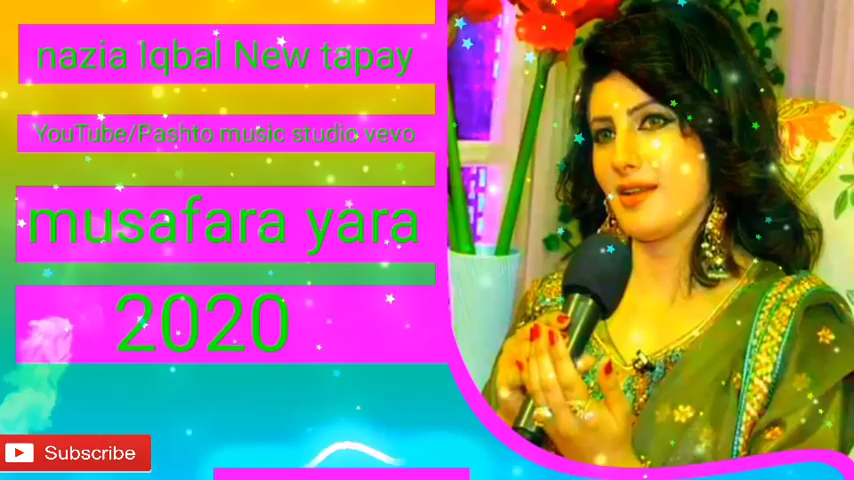 nazia Iqbal New tapay
YouTube/Pashto music studio vevo
musafara yara
2020
Subscribe